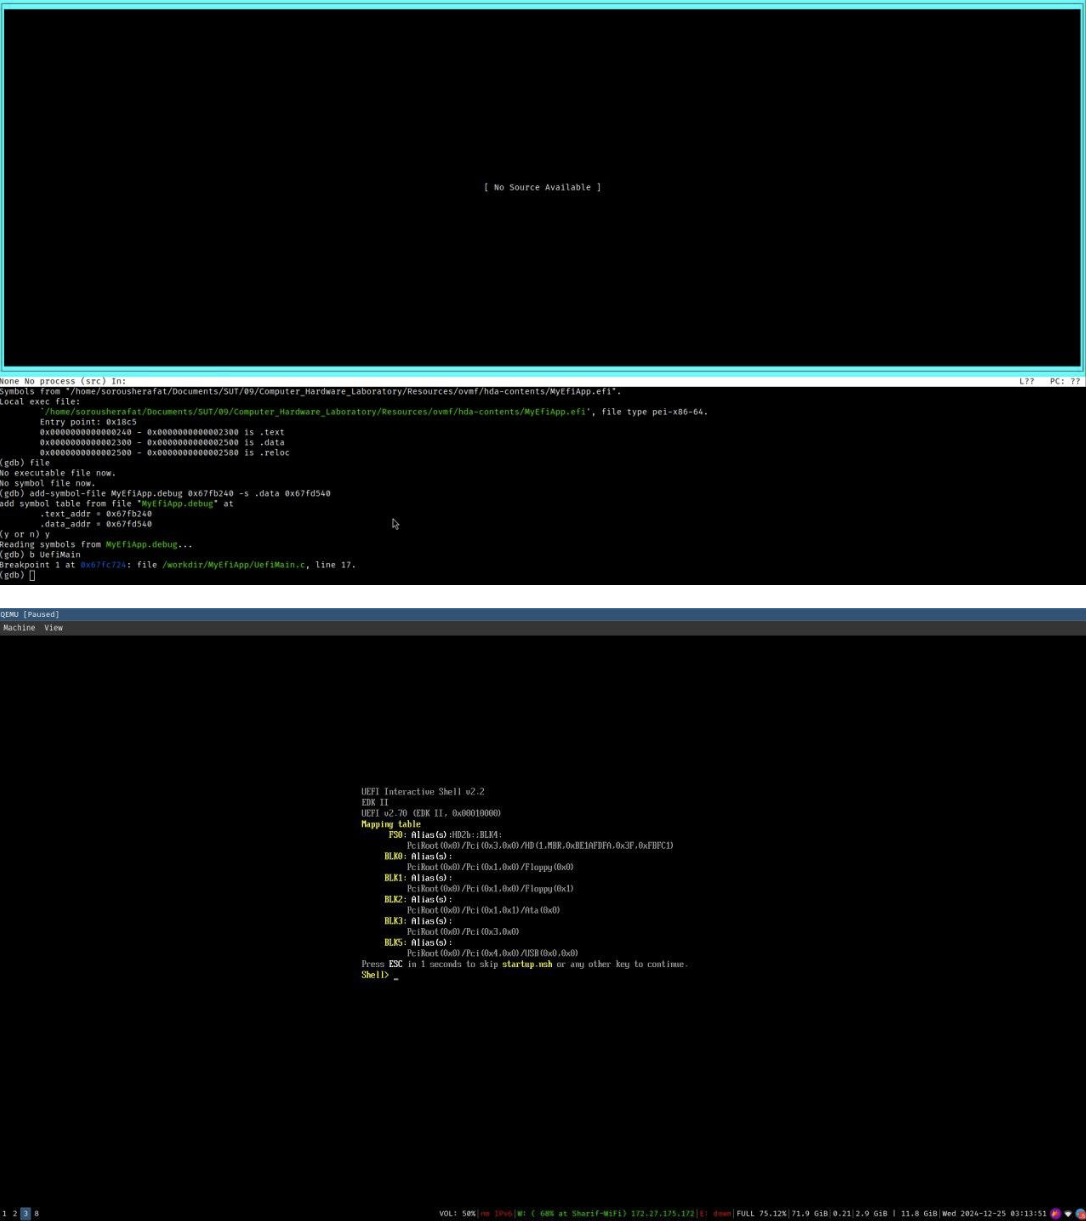 [ No Source Available ]
None No process (src) In: L?? PC: ??
Symbols from "/home/sorousherafat/Documents/SUT/09/Computer_Hardware_Laboratory/Resources/ovmf/hda-contents/MyEfiApp.efi".
Local exec file:
`/home/sorousherafat/Documents/SUT/09/Computer_Hardware_Laboratory/Resources/ovmf/hda-contents/MyEfiApp.efi', file type pei-x86-64.
Entry point: 0x18c5
0x0000000000000240 - 0x0000000000002300 is .text
0x0000000000002300 - 0x0000000000002500 is .data
0x0000000000002500 - 0x0000000000002580 is .reloc
(gdb) file
No executable file now.
No symbol file now.
(gdb) add-symbol-file MyEfiApp.debug 0x67fb240 -s .data 0x67fd540
add symbol table from file "MyEfiApp.debug" at
.text_addr = 0x67fb240
.data_addr = 0x67fd540
(y or n) y
Reading symbols from MyEfiApp.debug...
(gdb) b UefiMain
Breakpoint 1 at 0x67fc724: file /workdir/MyEfiApp/UefiMain.c, line 17.
(gdb)
QEMU [Paused]
Machine View
UEFI Interactive Shell v2.2
EDK II
UEFI v2.70 (EDK II, 0x00010000)
Mapping table
FS0: Alias(s):HD2b::BLK4:
PciRoot(0x0)/Pci(0x3,0x0)/HD(1,MBR,0xBE1AFDFA,0x3F,0xFBFC1)
BLK0: Alias(s):
PciRoot(0x0)/Pci(0x1,0x0)/Floppy(0x0)
BLK1: Alias(s):
PciRoot(0x0)/Pci(0x1,0x0)/Floppy(0x1)
BLK2: Alias(s):
PciRoot(0x0)/Pci(0x1,0x1)/Ata(0x0)
BLK3: Alias(s):
PciRoot(0x0)/Pci(0x3,0x0)
BLK5: Alias(s):
PciRoot(0x0)/Pci(0x4,0x0)/USB(0x0,0x0)
Press ESC in 1 seconds to skip startup.nsh or any other key to continue.
Shell> _
1 2 3 8 VOL: 50%|no IPv6|W: ( 68% at Sharif-WiFi) 172.27.175.172|E: down|FULL 75.12%|71.9 GiB|0.21|2.9 GiB | 11.8 GiB|Wed 2024-12-25 03:13:51